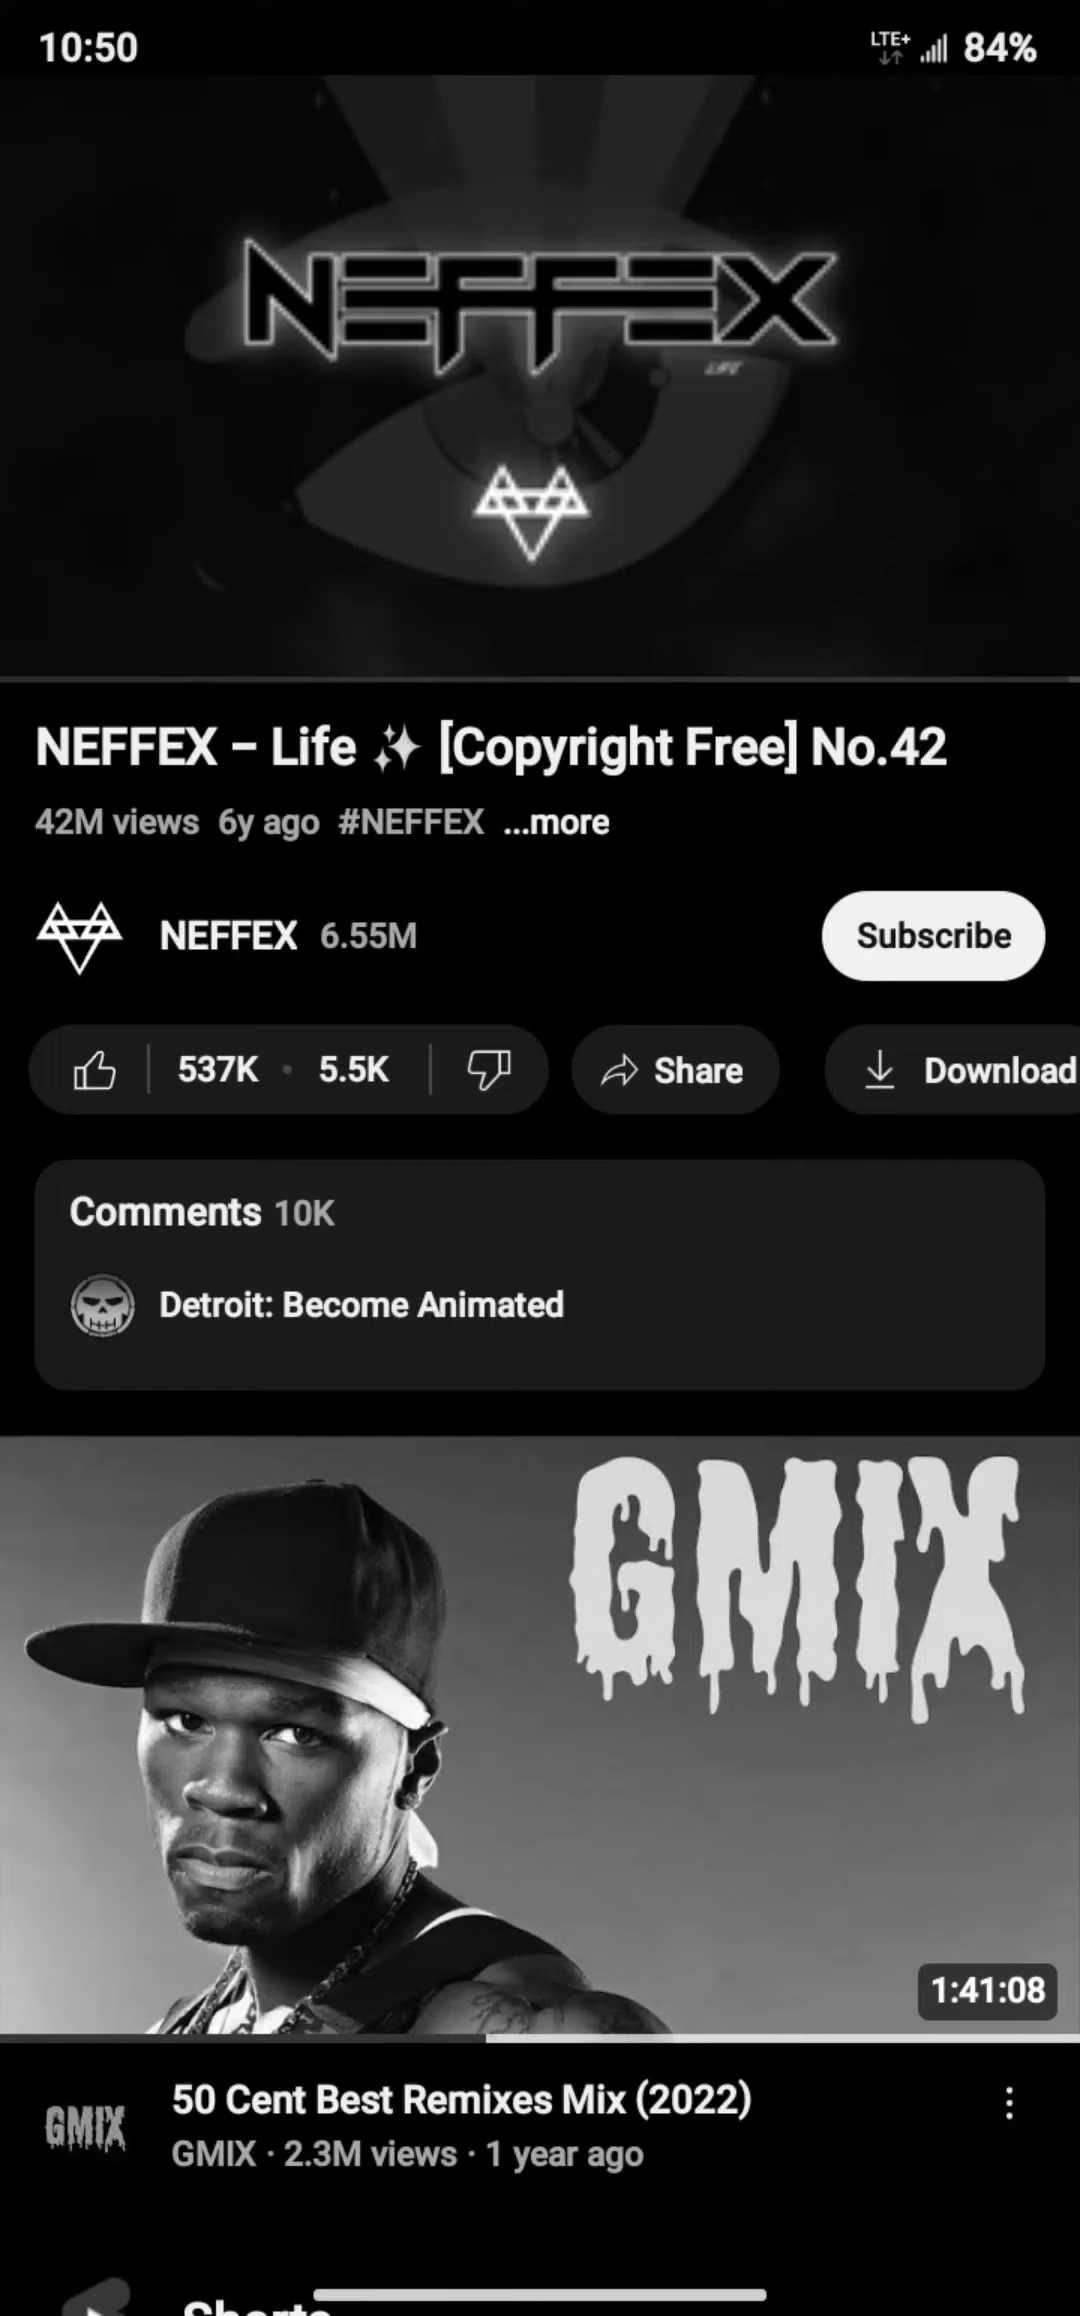 10:50 LTE+ 84%
NEFFEX
LIFE
NEFFEX – Life ✨ [Copyright Free] No.42
42M views 6y ago #NEFFEX ...more
NEFFEX 6.55M Subscribe
537K • 5.5K Share Download
Comments 10K
Detroit: Become Animated
GMIX
1:41:08
GMIX 50 Cent Best Remixes Mix (2022)
GMIX · 2.3M views · 1 year ago
Shorts